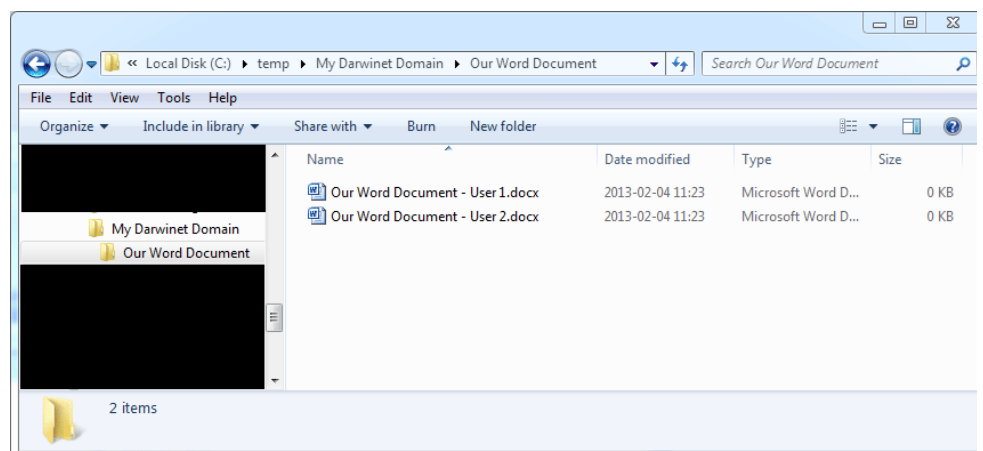 « Local Disk (C:) ▸ temp ▸ My Darwinet Domain ▸ Our Word Document Search Our Word Document
File Edit View Tools Help
Organize Include in library Share with Burn New folder
Name Date modified Type Size
Our Word Document - User 1.docx 2013-02-04 11:23 Microsoft Word D... 0 KB
Our Word Document - User 2.docx 2013-02-04 11:23 Microsoft Word D... 0 KB
My Darwinet Domain
Our Word Document
2 items